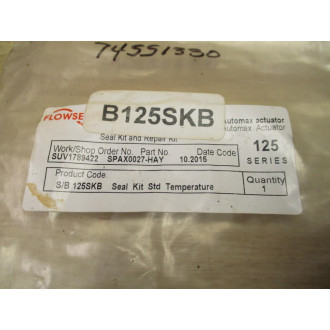 74551330
B125SKB
FLOWSE
Automax actuator
Seal Kit and Repair Kit
Automax Actuator
Work/Shop Order No. Part No. Date Code
SUV1789422 SPAX0027-HAY 10.2015
125
SERIES
Product Code
S/B 125SKB Seal Kit Std Temperature
Quantity
1